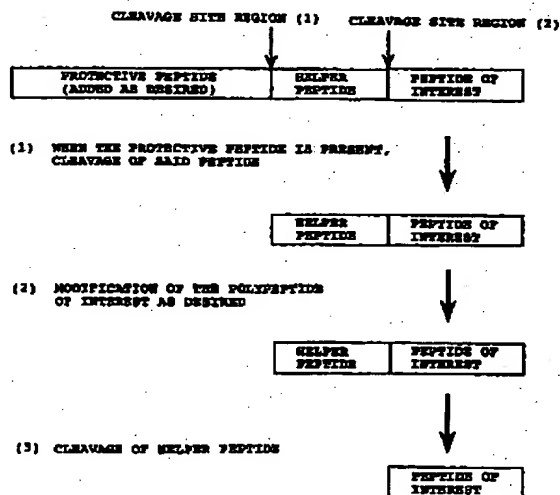 CLEAVAGE SITE REGION (1)
CLEAVAGE SITE REGION (2)
PROTECTIVE PEPTIDE
(ADDED AS DESIRED)
HELPER
PEPTIDE
PEPTIDE OF
INTEREST
(1) WHEN THE PROTECTIVE PEPTIDE IS PRESENT,
CLEAVAGE OF SAID PEPTIDE
HELPER
PEPTIDE
PEPTIDE OF
INTEREST
(2) MODIFICATION OF THE POLYPEPTIDE
OF INTEREST AS DESIRED
HELPER
PEPTIDE
PEPTIDE OF
INTEREST
(3) CLEAVAGE OF HELPER PEPTIDE
PEPTIDE OF
INTEREST